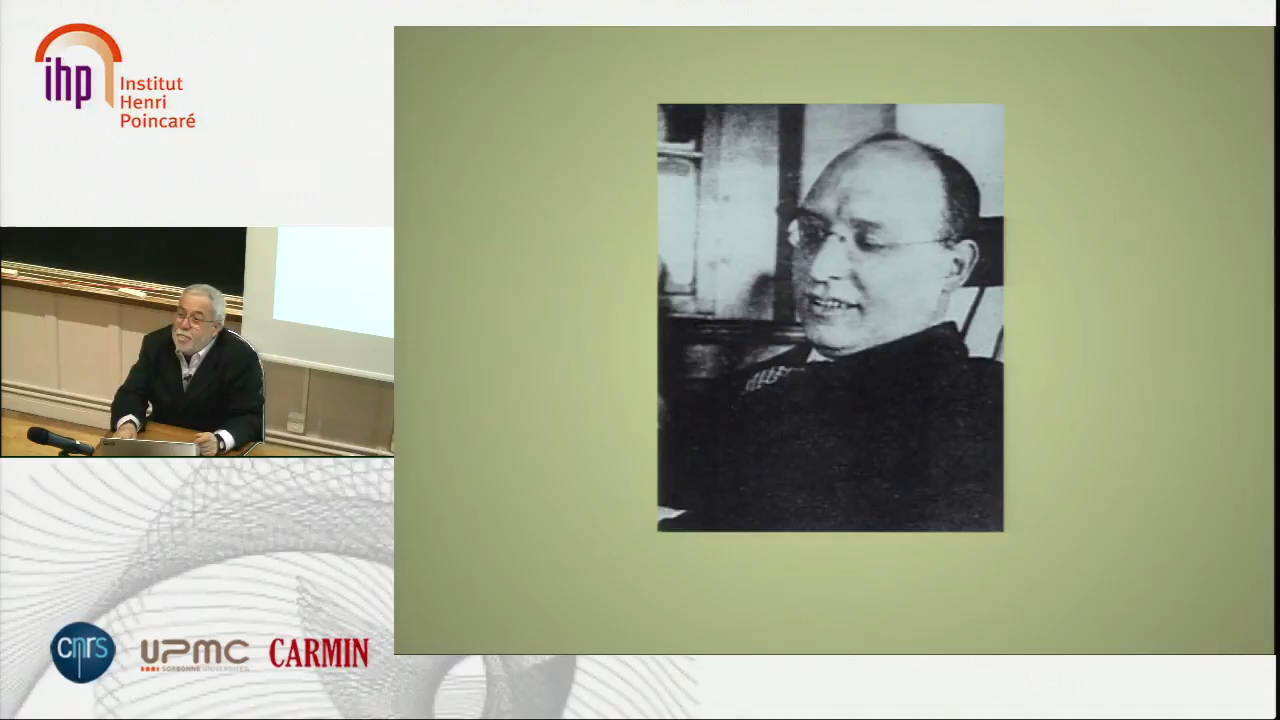 ihp
Institut
Henri
Poincaré
cnrs
UPMC
SORBONNE UNIVERSITÉS
CARMIN